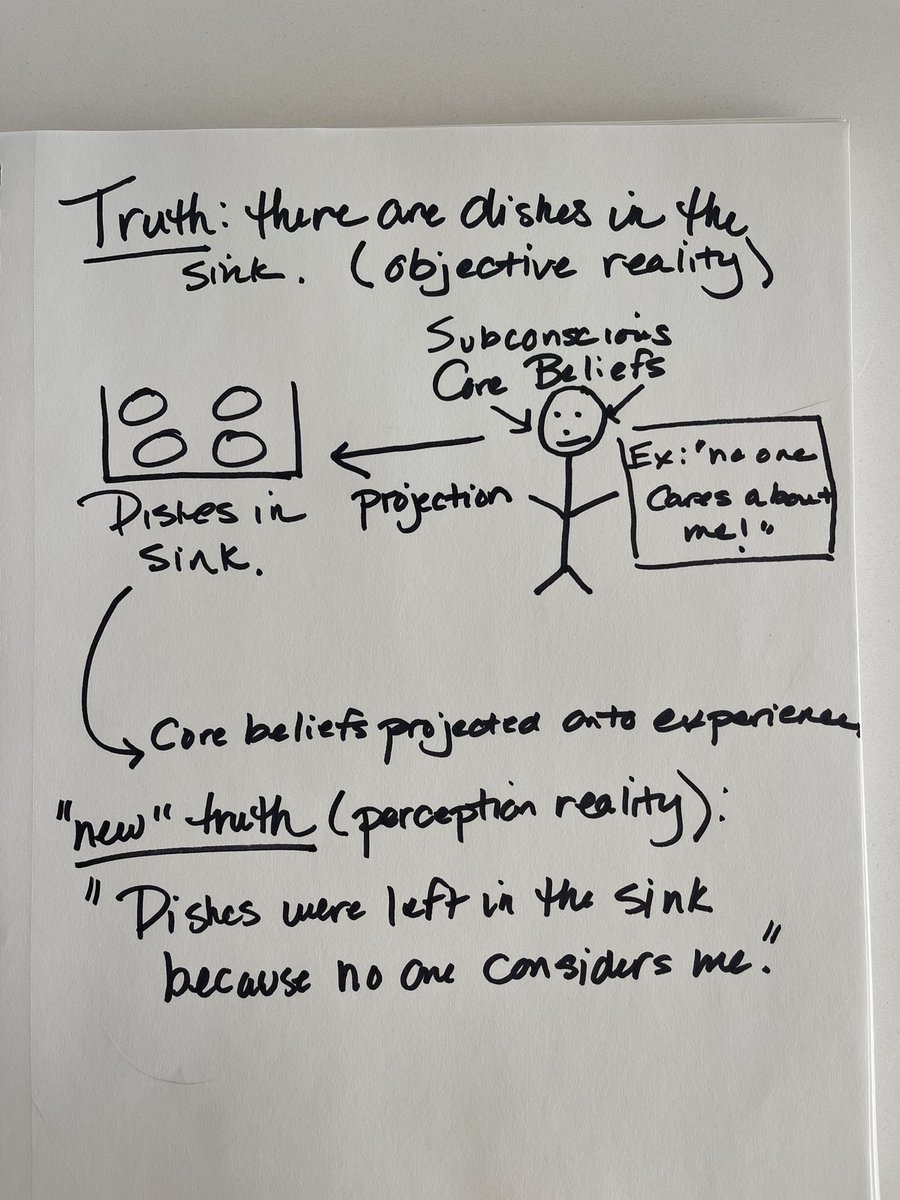 Truth: there are dishes in the
sink. (objective reality)
Subconscious
Core Beliefs
Ex: "no one
cares about
me!"
projection
Dishes in
sink.
Core beliefs projected onto experience
"new" truth (perception reality):
"Dishes were left in the sink
because no one considers me."